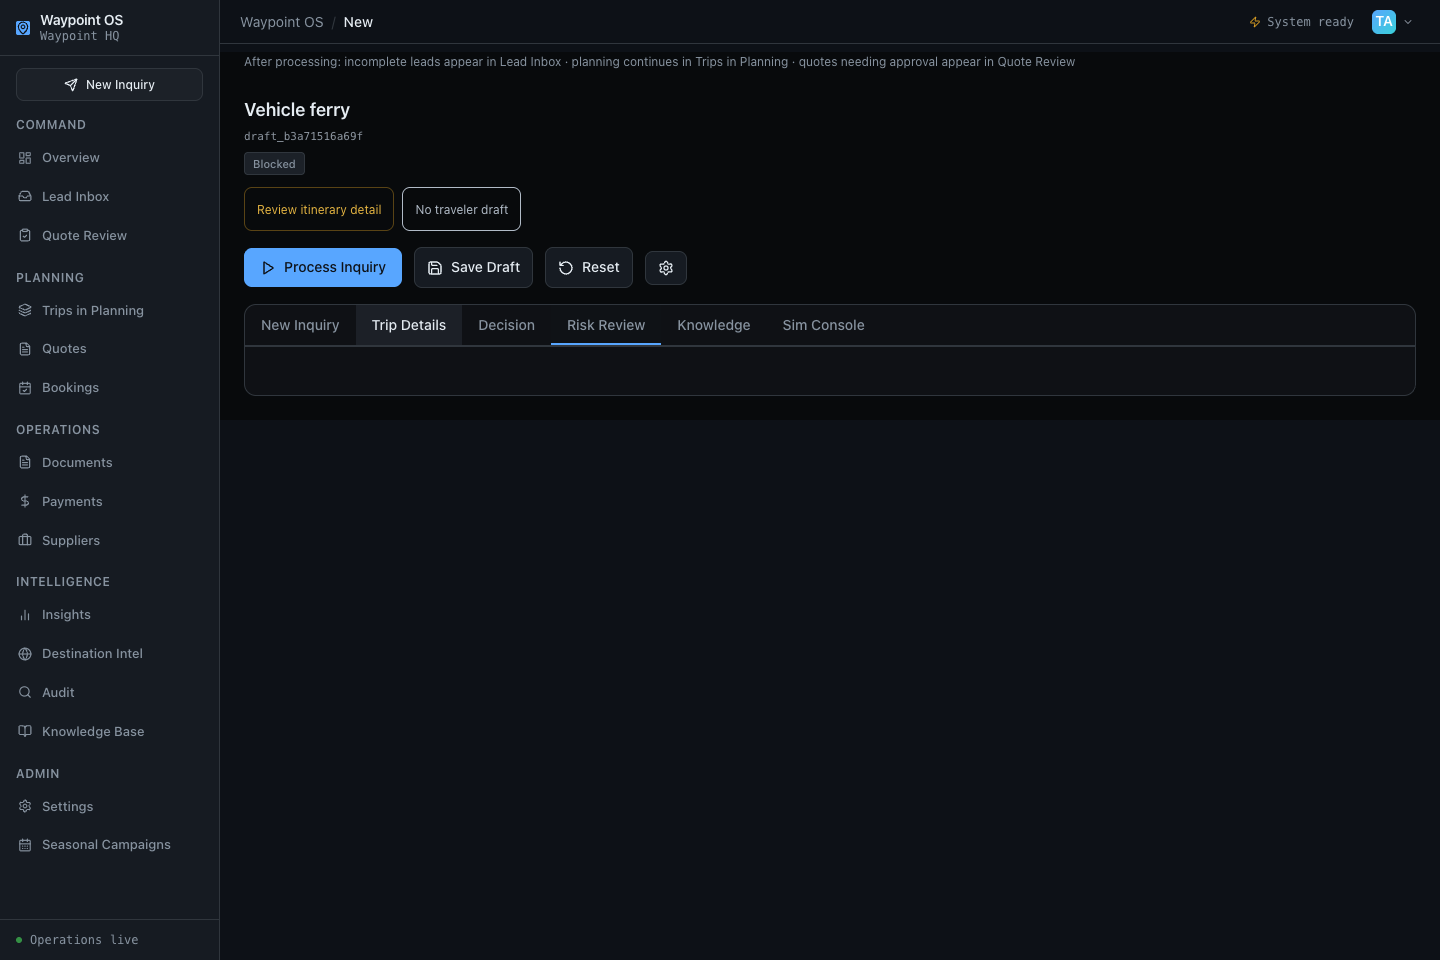 Waypoint OS
Waypoint HQ
New Inquiry
COMMAND
Overview
Lead Inbox
Quote Review
PLANNING
Trips in Planning
Quotes
Bookings
OPERATIONS
Documents
Payments
Suppliers
INTELLIGENCE
Insights
Destination Intel
Audit
Knowledge Base
ADMIN
Settings
Seasonal Campaigns
Operations live
Waypoint OS / New
System ready
TA
After processing: incomplete leads appear in Lead Inbox · planning continues in Trips in Planning · quotes needing approval appear in Quote Review
Vehicle ferry
draft_b3a71516a69f
Blocked
Review itinerary detail
No traveler draft
Process Inquiry
Save Draft
Reset
New Inquiry
Trip Details
Decision
Risk Review
Knowledge
Sim Console